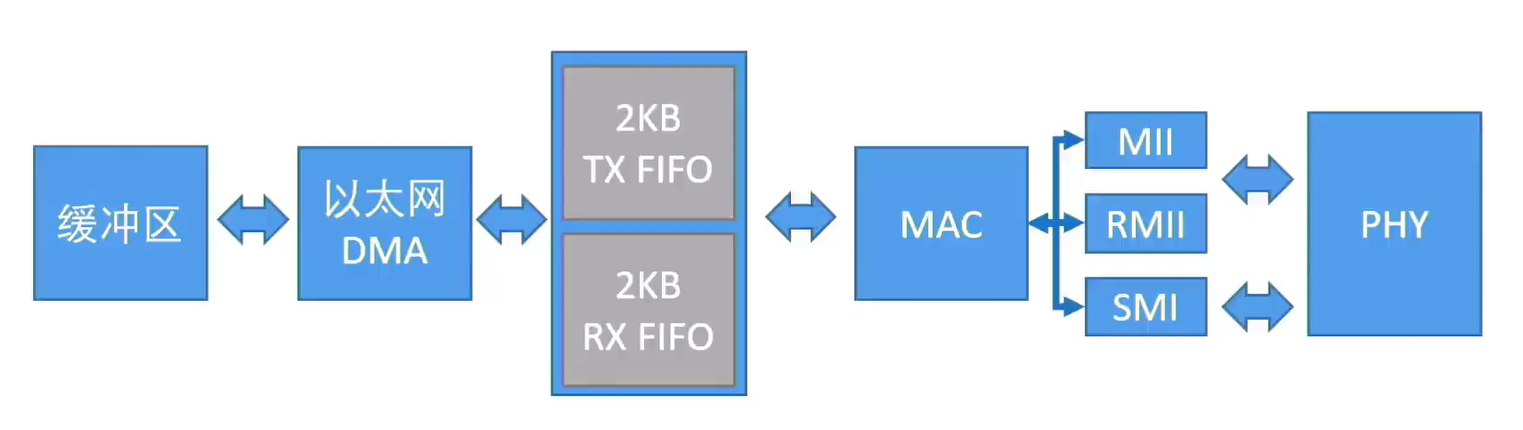 缓冲区
以太网
DMA
2KB
TX FIFO
2KB
RX FIFO
MAC
MII
RMII
SMI
PHY